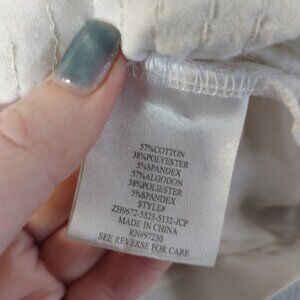 57%COTTON
38%POLYESTER
5%SPANDEX
57%ALGODON
38%POLIESTER
5%SPANDEX
STYLE#
ZH9672-5523-5132-JCP
MADE IN CHINA
RN#97230
SEE REVERSE FOR CARE